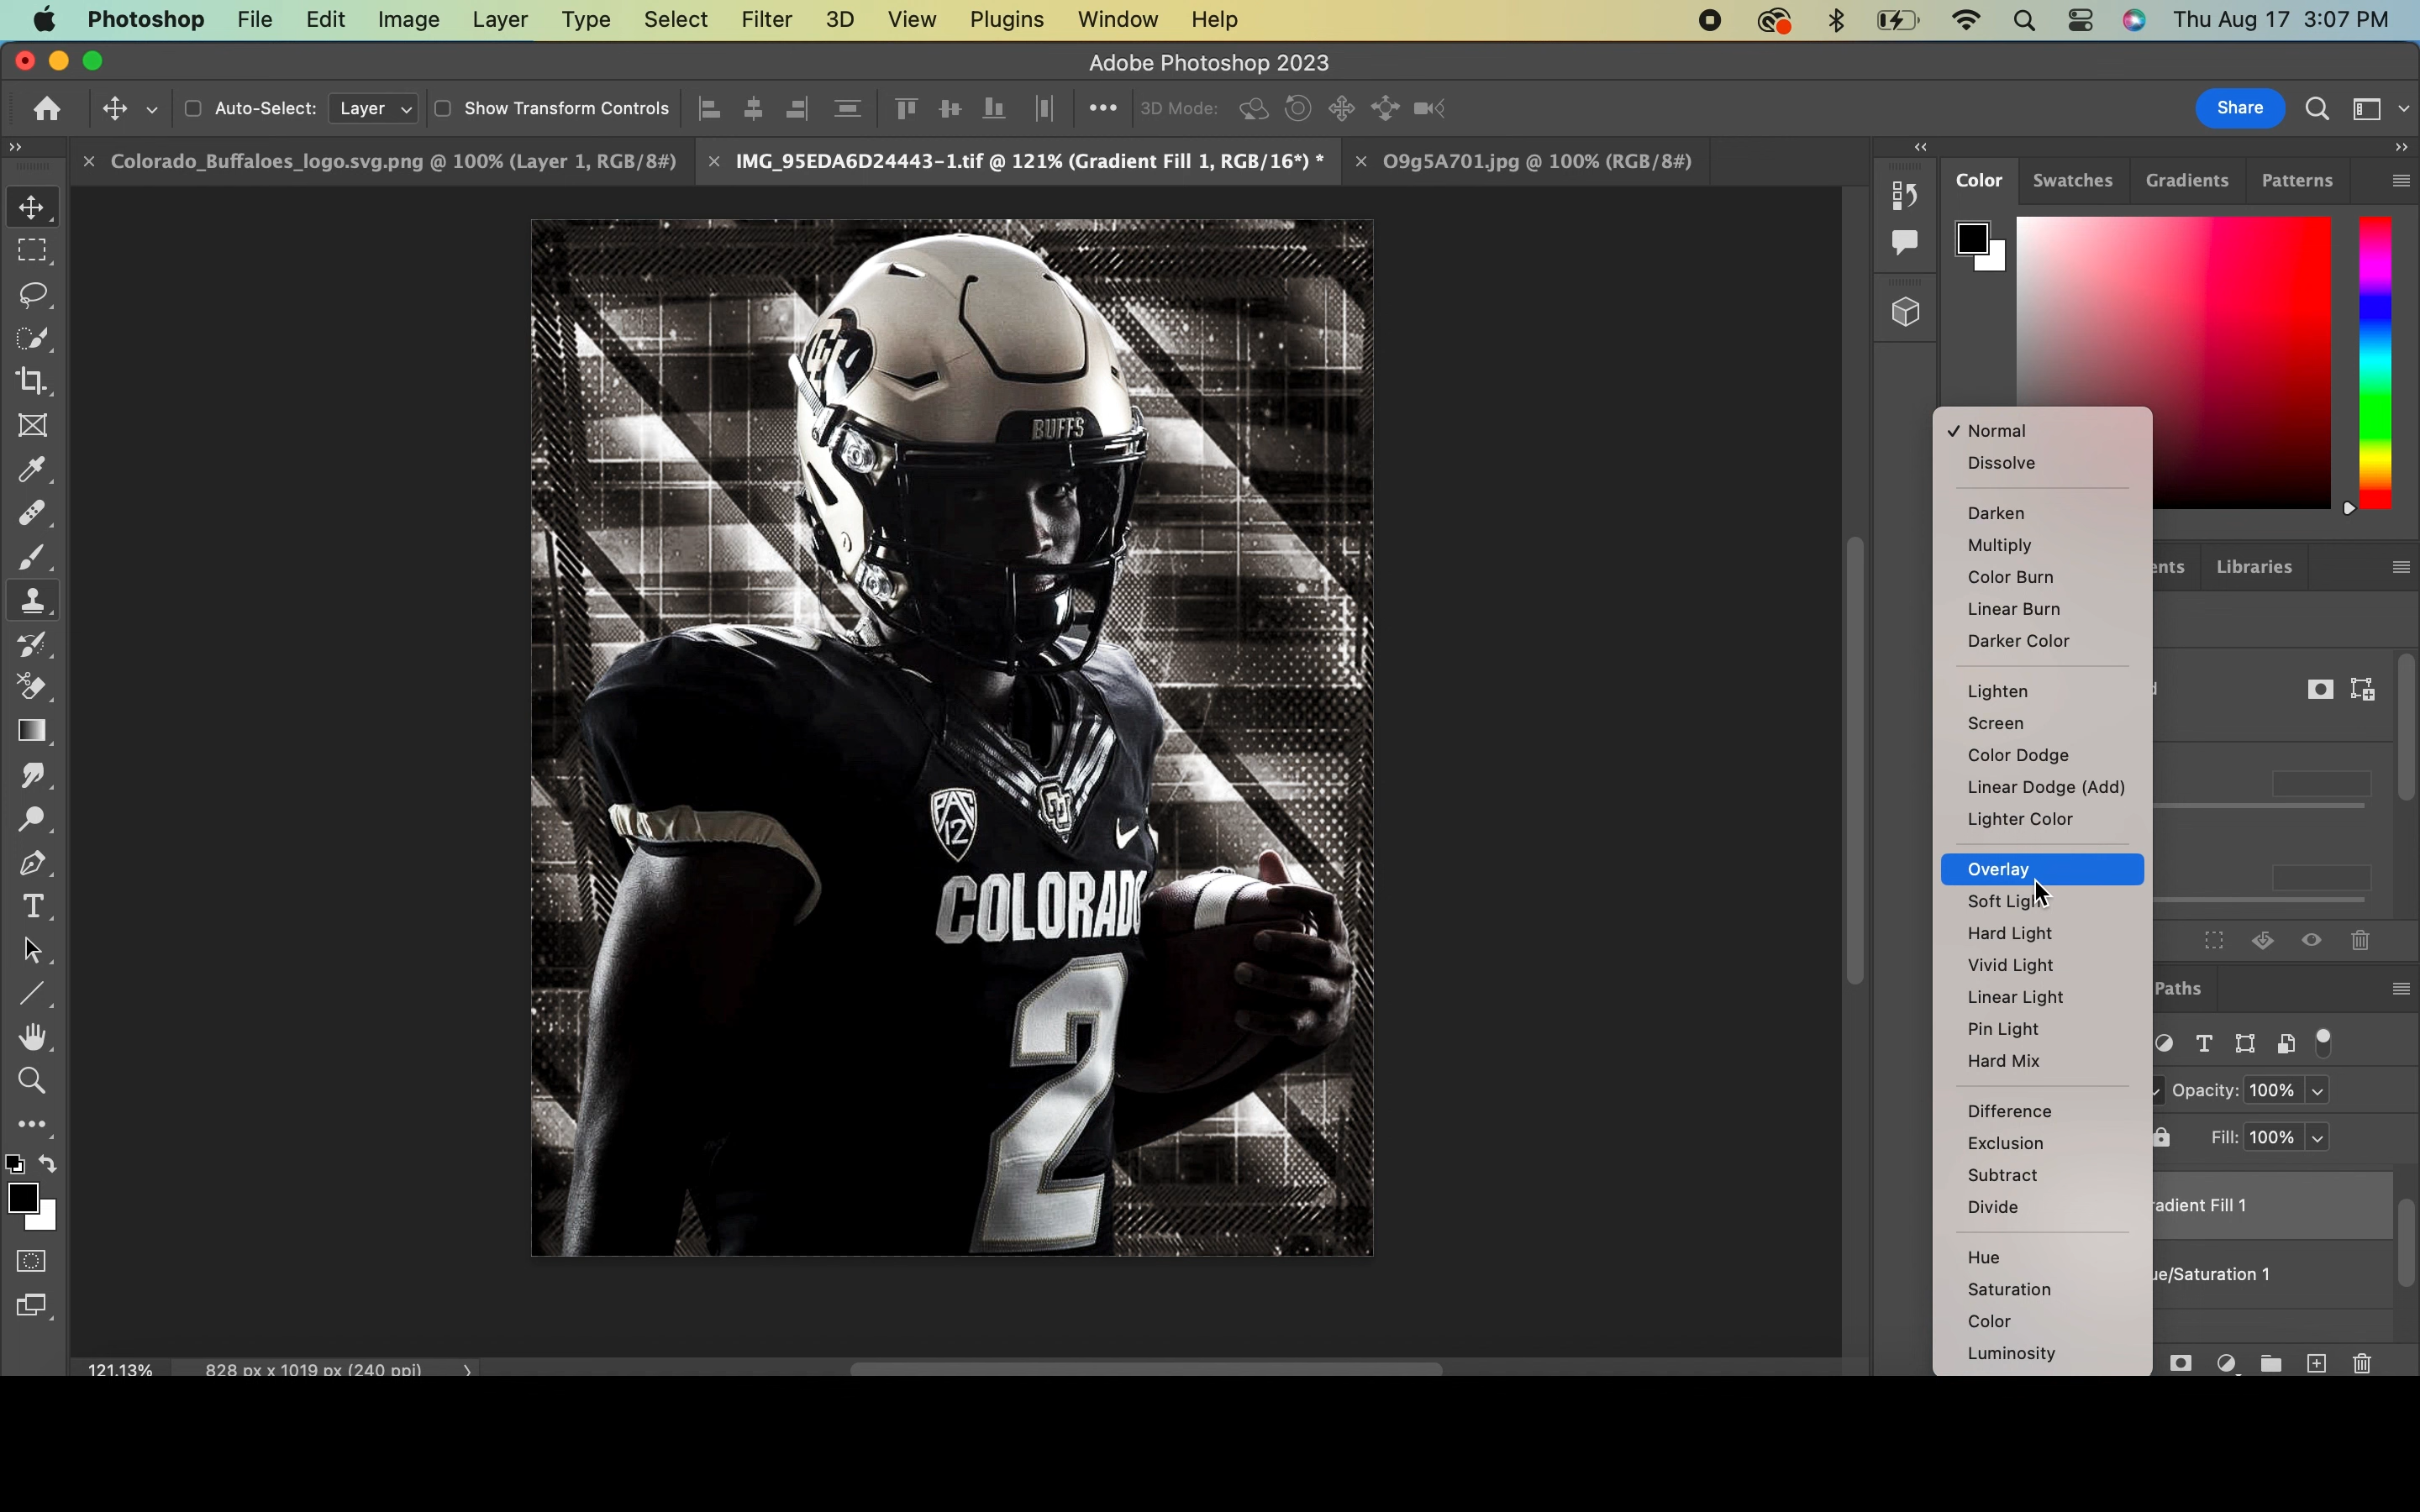 Photoshop File Edit Image Layer Type Select Filter 3D View Plugins Window Help Thu Aug 17 3:07 PM
Adobe Photoshop 2023
Auto-Select: Layer Show Transform Controls 3D Mode: Share
Colorado_Buffaloes_logo.svg.png @ 100% (Layer 1, RGB/8#) IMG_95EDA6D24443-1.tif @ 121% (Gradient Fill 1, RGB/16*) * O9g5A701.jpg @ 100% (RGB/8#)
Color Swatches Gradients Patterns
CU
BUFFS
PAC
12
CU
COLORADO
2
Normal
Dissolve
Darken
Multiply
Color Burn
Linear Burn
Darker Color
Lighten
Screen
Color Dodge
Linear Dodge (Add)
Lighter Color
Overlay
Soft Light
Hard Light
Vivid Light
Linear Light
Pin Light
Hard Mix
Difference
Exclusion
Subtract
Divide
Hue
Saturation
Color
Luminosity
ents Libraries
Paths
Opacity: 100%
Fill: 100%
radient Fill 1
ue/Saturation 1
121.13% 828 px x 1019 px (240 ppi)